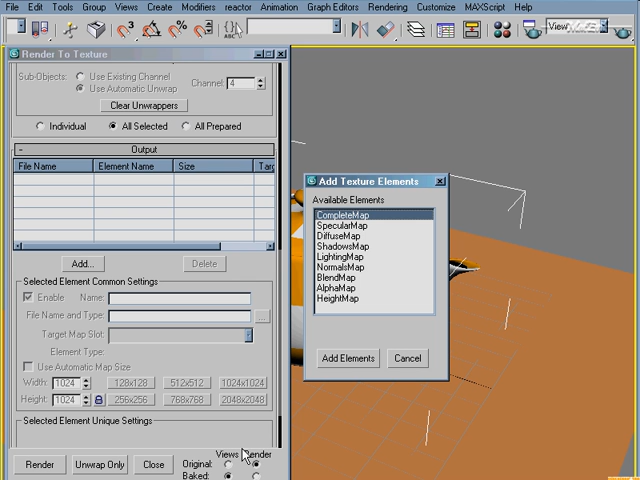 File Edit Tools Group Views Create Modifiers reactor Animation Graph Editors Rendering Customize MAXScript Help
3 % ABC View
Render To Texture
Sub-Objects: Use Existing Channel Channel: 4
Use Automatic Unwrap
Clear Unwrappers
Individual All Selected All Prepared
- Output
File Name Element Name Size Targ
Add... Delete
Selected Element Common Settings
Enable Name:
File Name and Type: ...
Target Map Slot:
Element Type:
Use Automatic Map Size
Width: 1024 128x128 512x512 1024x1024
Height: 1024 256x256 768x768 2048x2048
Selected Element Unique Settings
Views Render
Render Unwrap Only Close Original:
Baked:
Add Texture Elements
Available Elements
CompleteMap
SpecularMap
DiffuseMap
ShadowsMap
LightingMap
NormalsMap
BlendMap
AlphaMap
HeightMap
Add Elements Cancel